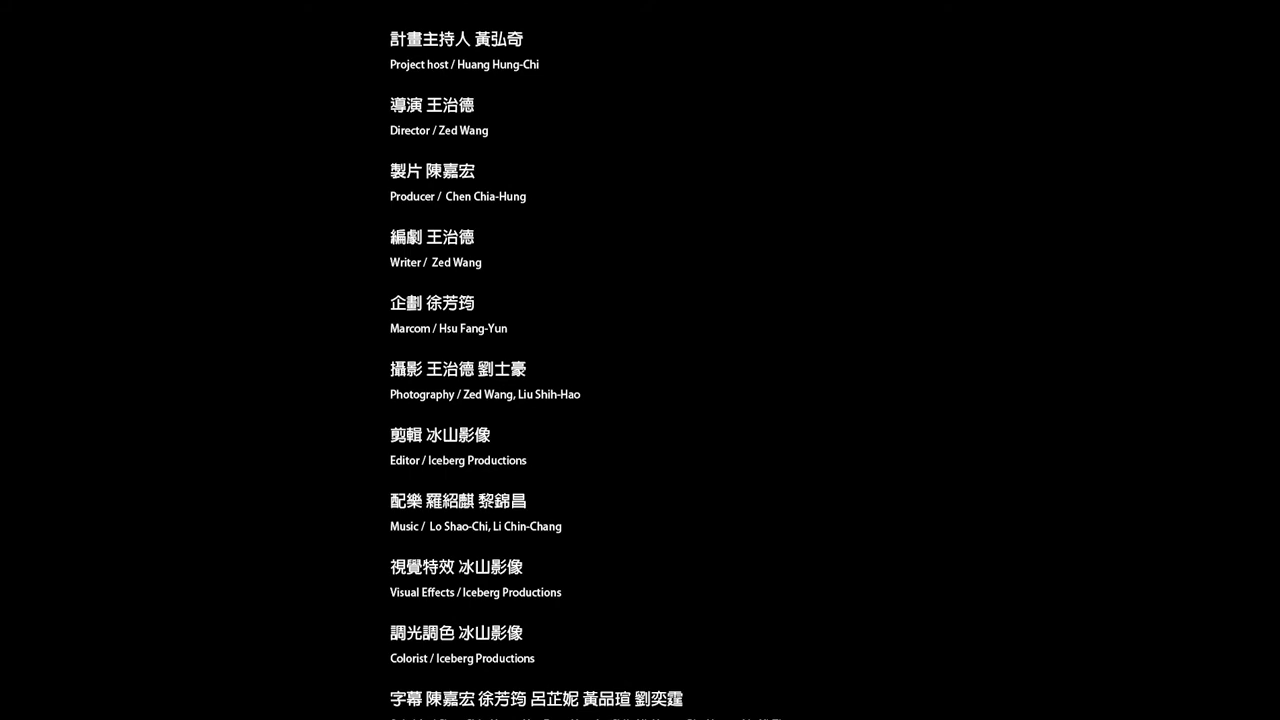 計畫主持人 黃弘奇
Project host / Huang Hung-Chi
導演 王治德
Director / Zed Wang
製片 陳嘉宏
Producer / Chen Chia-Hung
編劇 王治德
Writer / Zed Wang
企劃 徐芳筠
Marcom / Hsu Fang-Yun
攝影 王治德 劉士豪
Photography / Zed Wang, Liu Shih-Hao
剪輯 冰山影像
Editor / Iceberg Productions
配樂 羅紹麒 黎錦昌
Music / Lo Shao-Chi, Li Chin-Chang
視覺特效 冰山影像
Visual Effects / Iceberg Productions
調光調色 冰山影像
Colorist / Iceberg Productions
字幕 陳嘉宏 徐芳筠 呂芷妮 黃品瑄 劉奕霆